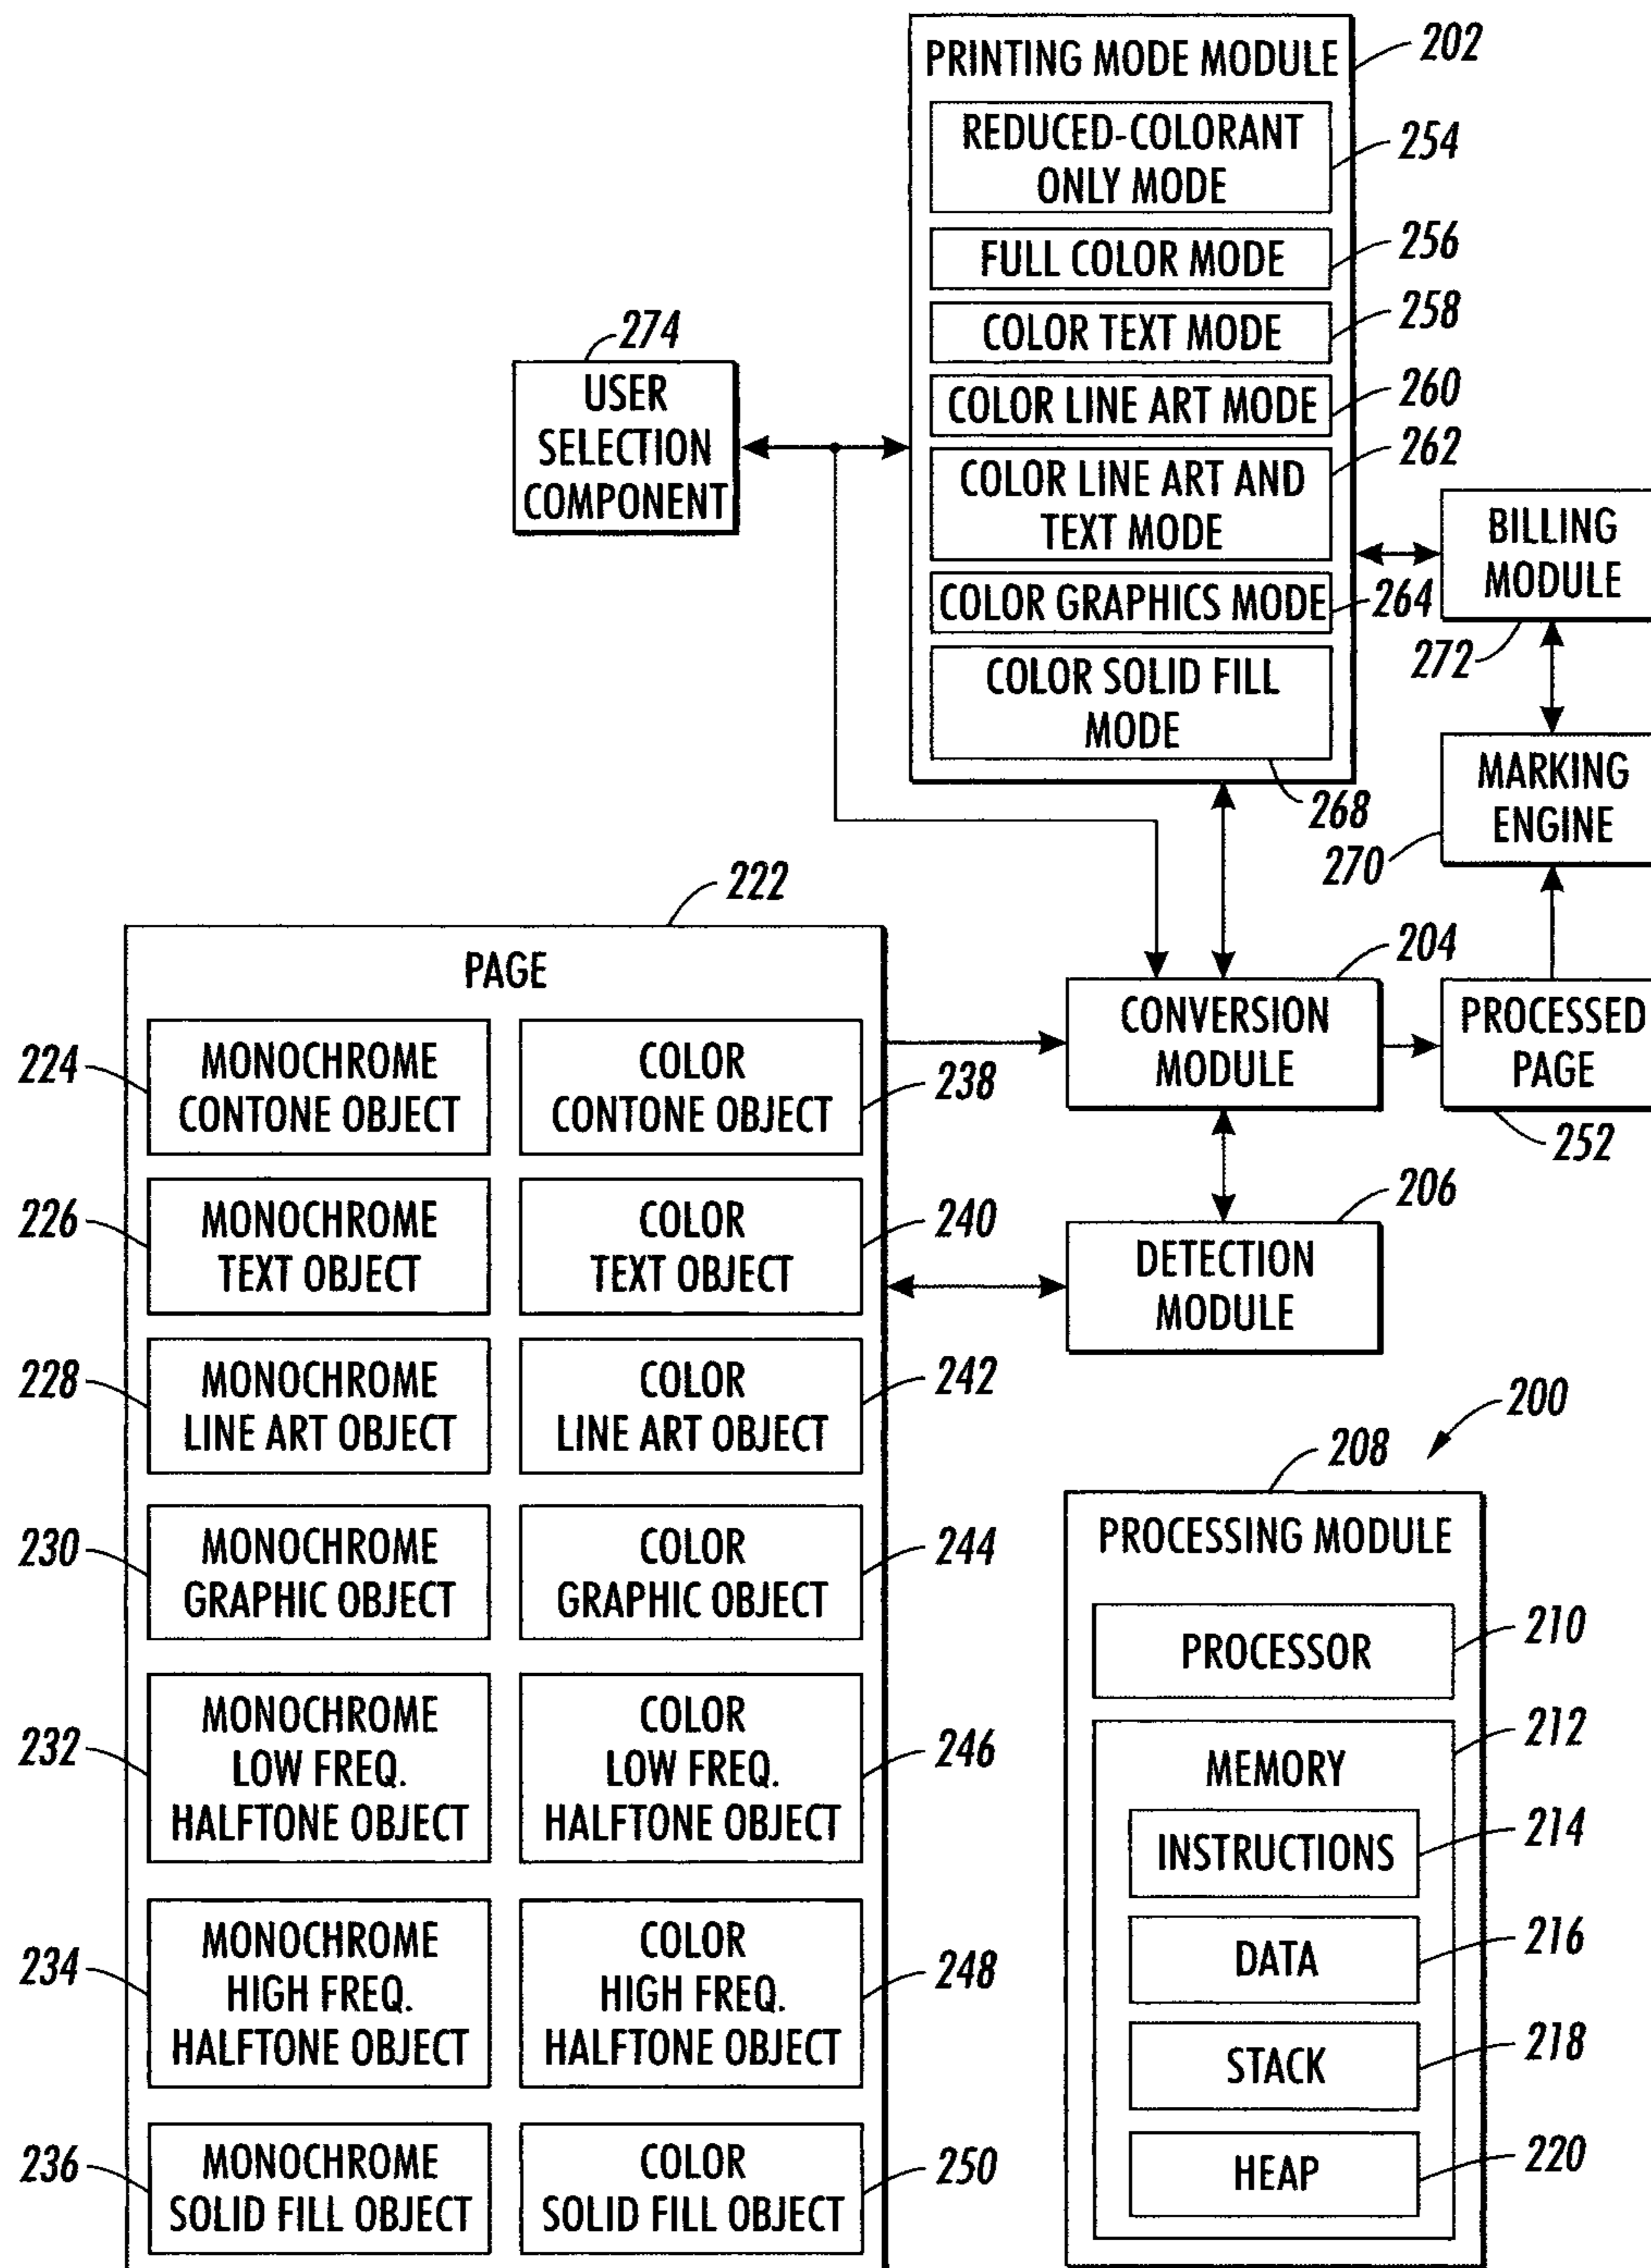 PRINTING MODE MODULE
202
REDUCED-COLORANT
ONLY MODE
254
FULL COLOR MODE
256
COLOR TEXT MODE
258
COLOR LINE ART MODE
260
COLOR LINE ART AND
TEXT MODE
262
COLOR GRAPHICS MODE
264
COLOR SOLID FILL
MODE
268
274
USER
SELECTION
COMPONENT
BILLING
MODULE
272
MARKING
ENGINE
270
222
PAGE
224
MONOCHROME
CONTONE OBJECT
COLOR
CONTONE OBJECT
238
226
MONOCHROME
TEXT OBJECT
COLOR
TEXT OBJECT
240
228
MONOCHROME
LINE ART OBJECT
COLOR
LINE ART OBJECT
242
230
MONOCHROME
GRAPHIC OBJECT
COLOR
GRAPHIC OBJECT
244
232
MONOCHROME
LOW FREQ.
HALFTONE OBJECT
COLOR
LOW FREQ.
HALFTONE OBJECT
246
234
MONOCHROME
HIGH FREQ.
HALFTONE OBJECT
COLOR
HIGH FREQ.
HALFTONE OBJECT
248
236
MONOCHROME
SOLID FILL OBJECT
COLOR
SOLID FILL OBJECT
250
204
CONVERSION
MODULE
PROCESSED
PAGE
252
206
DETECTION
MODULE
200
208
PROCESSING MODULE
PROCESSOR
210
MEMORY
212
INSTRUCTIONS
214
DATA
216
STACK
218
HEAP
220